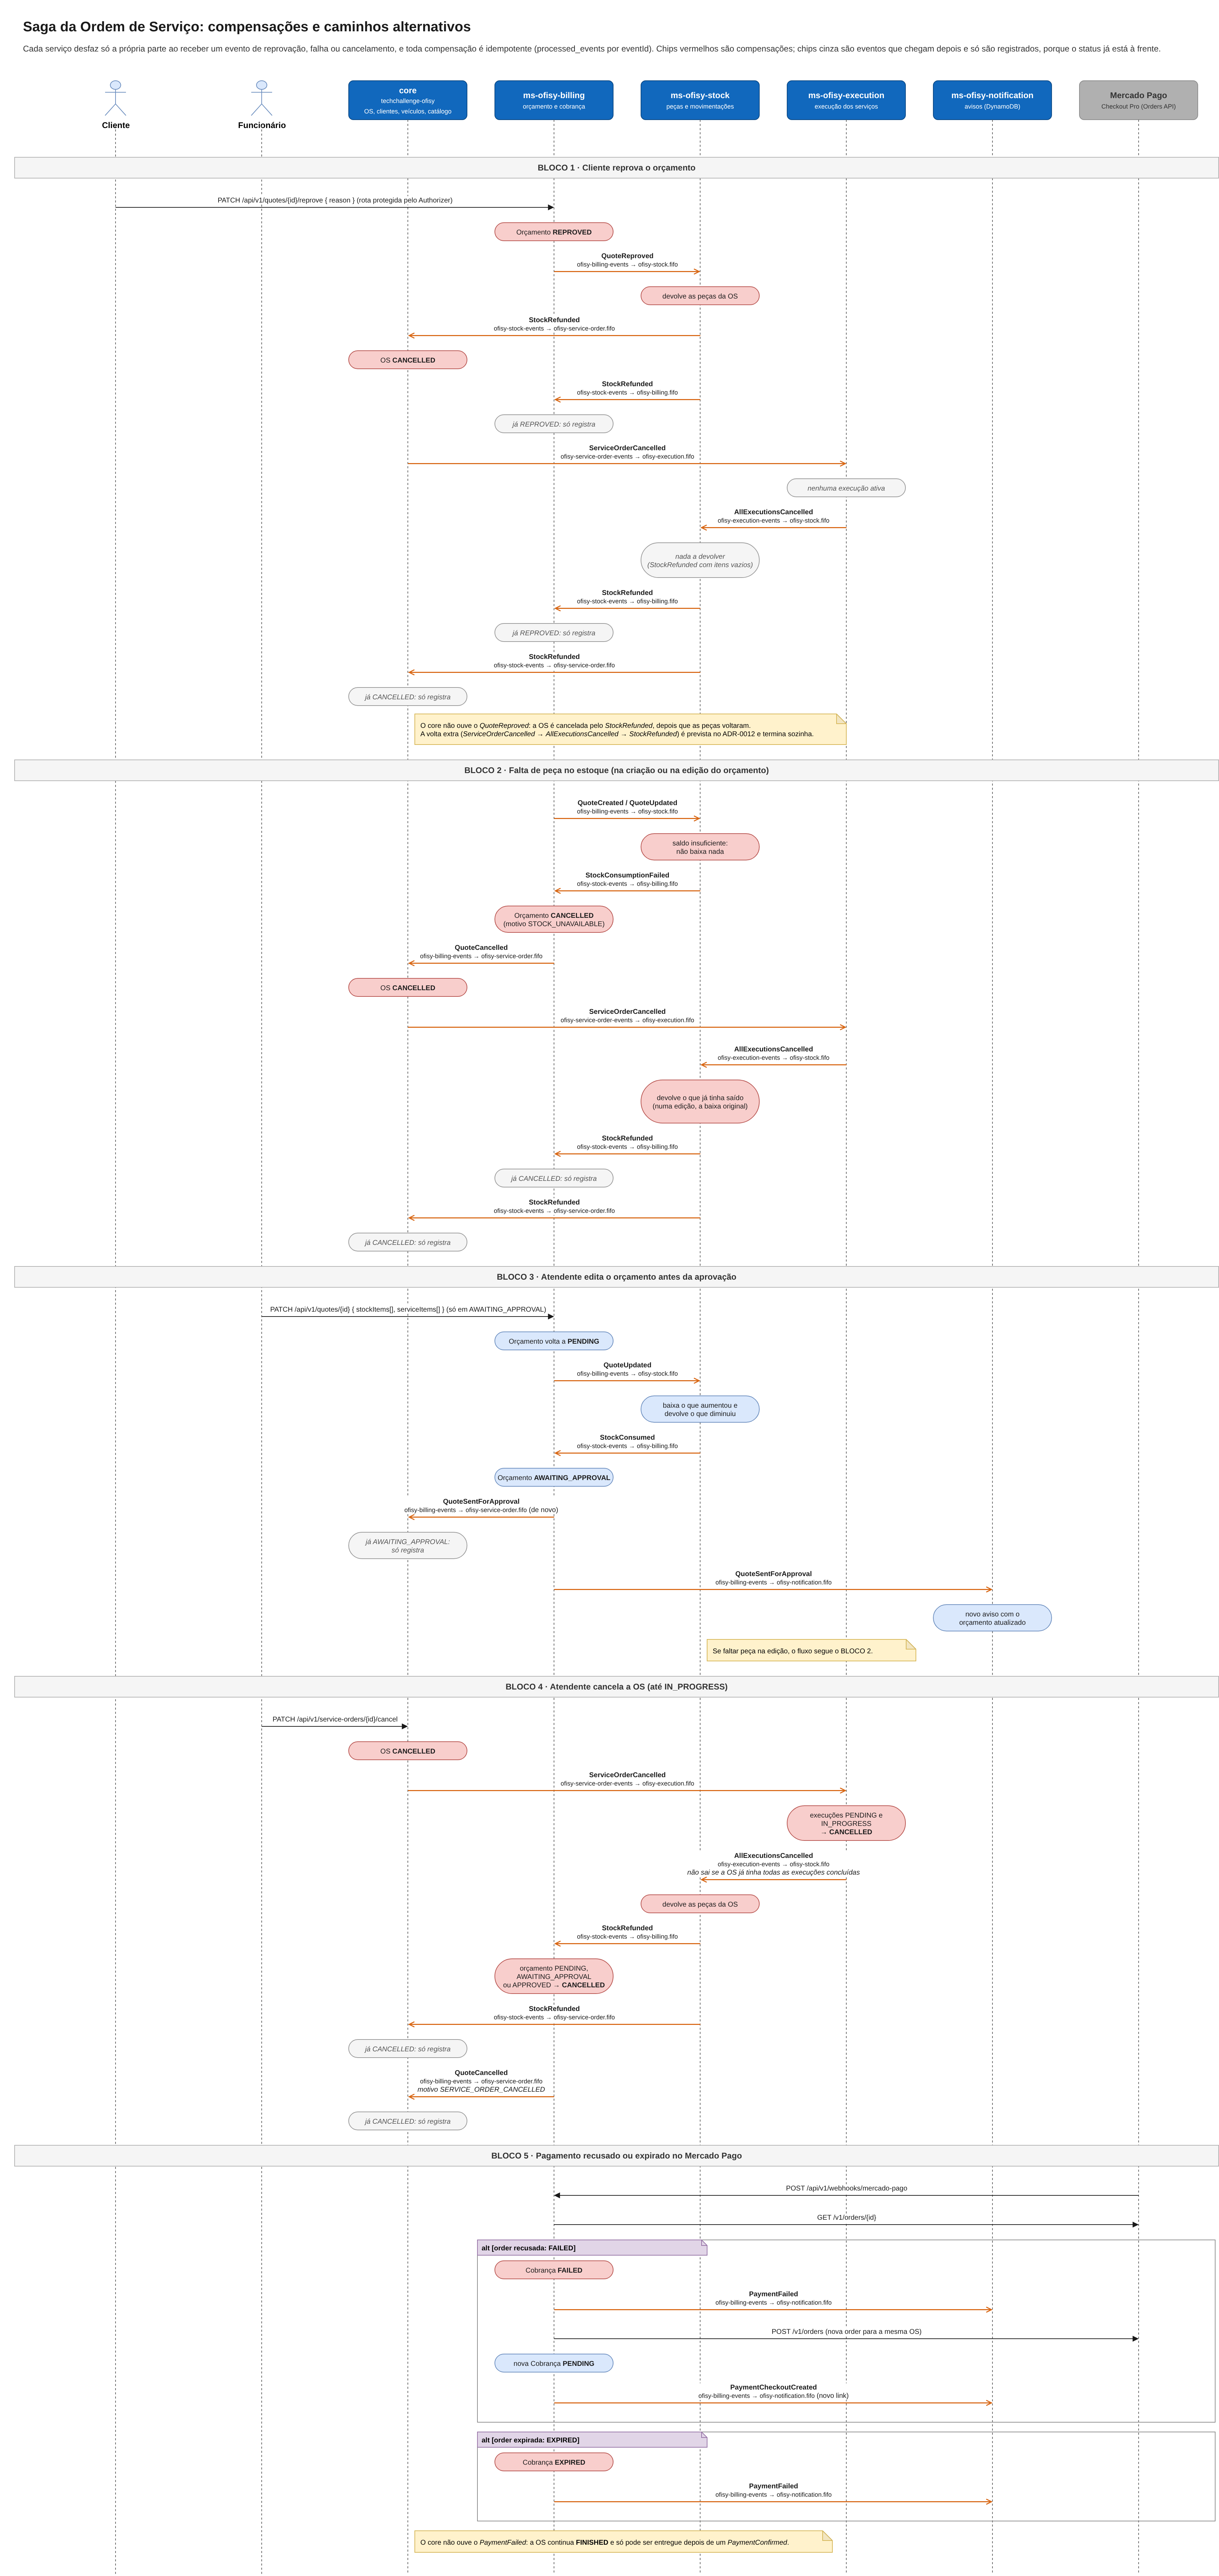 Saga da Ordem de Serviço: compensações e caminhos alternativos
Cada serviço desfaz só a própria parte ao receber um evento de reprovação, falha ou cancelamento, e toda compensação é idempotente (processed_events por eventId). Chips vermelhos são compensações; chips cinza são eventos que chegam depois e só são registrados, porque o status já está à frente.
Cliente
Funcionário
core
techchallenge-ofisy
OS, clientes, veículos, catálogo
ms-ofisy-billing
orçamento e cobrança
ms-ofisy-stock
peças e movimentações
ms-ofisy-execution
execução dos serviços
ms-ofisy-notification
avisos (DynamoDB)
Mercado Pago
Checkout Pro (Orders API)
BLOCO 1 · Cliente reprova o orçamento
PATCH /api/v1/quotes/{id}/reprove { reason } (rota protegida pelo Authorizer)
Orçamento REPROVED
QuoteReproved
ofisy-billing-events → ofisy-stock.fifo
devolve as peças da OS
StockRefunded
ofisy-stock-events → ofisy-service-order.fifo
OS CANCELLED
StockRefunded
ofisy-stock-events → ofisy-billing.fifo
já REPROVED: só registra
ServiceOrderCancelled
ofisy-service-order-events → ofisy-execution.fifo
nenhuma execução ativa
AllExecutionsCancelled
ofisy-execution-events → ofisy-stock.fifo
nada a devolver
(StockRefunded com itens vazios)
StockRefunded
ofisy-stock-events → ofisy-billing.fifo
já REPROVED: só registra
StockRefunded
ofisy-stock-events → ofisy-service-order.fifo
já CANCELLED: só registra
O core não ouve o QuoteReproved: a OS é cancelada pelo StockRefunded, depois que as peças voltaram.
A volta extra (ServiceOrderCancelled → AllExecutionsCancelled → StockRefunded) é prevista no ADR-0012 e termina sozinha.
BLOCO 2 · Falta de peça no estoque (na criação ou na edição do orçamento)
QuoteCreated / QuoteUpdated
ofisy-billing-events → ofisy-stock.fifo
saldo insuficiente:
não baixa nada
StockConsumptionFailed
ofisy-stock-events → ofisy-billing.fifo
Orçamento CANCELLED
(motivo STOCK_UNAVAILABLE)
QuoteCancelled
ofisy-billing-events → ofisy-service-order.fifo
OS CANCELLED
ServiceOrderCancelled
ofisy-service-order-events → ofisy-execution.fifo
AllExecutionsCancelled
ofisy-execution-events → ofisy-stock.fifo
devolve o que já tinha saído
(numa edição, a baixa original)
StockRefunded
ofisy-stock-events → ofisy-billing.fifo
já CANCELLED: só registra
StockRefunded
ofisy-stock-events → ofisy-service-order.fifo
já CANCELLED: só registra
BLOCO 3 · Atendente edita o orçamento antes da aprovação
PATCH /api/v1/quotes/{id} { stockItems[], serviceItems[] } (só em AWAITING_APPROVAL)
Orçamento volta a PENDING
QuoteUpdated
ofisy-billing-events → ofisy-stock.fifo
baixa o que aumentou e
devolve o que diminuiu
StockConsumed
ofisy-stock-events → ofisy-billing.fifo
Orçamento AWAITING_APPROVAL
QuoteSentForApproval
ofisy-billing-events → ofisy-service-order.fifo (de novo)
já AWAITING_APPROVAL:
só registra
QuoteSentForApproval
ofisy-billing-events → ofisy-notification.fifo
novo aviso com o
orçamento atualizado
Se faltar peça na edição, o fluxo segue o BLOCO 2.
BLOCO 4 · Atendente cancela a OS (até IN_PROGRESS)
PATCH /api/v1/service-orders/{id}/cancel
OS CANCELLED
ServiceOrderCancelled
ofisy-service-order-events → ofisy-execution.fifo
execuções PENDING e
IN_PROGRESS
→ CANCELLED
AllExecutionsCancelled
ofisy-execution-events → ofisy-stock.fifo
não sai se a OS já tinha todas as execuções concluídas
devolve as peças da OS
StockRefunded
ofisy-stock-events → ofisy-billing.fifo
orçamento PENDING,
AWAITING_APPROVAL
ou APPROVED → CANCELLED
StockRefunded
ofisy-stock-events → ofisy-service-order.fifo
já CANCELLED: só registra
QuoteCancelled
ofisy-billing-events → ofisy-service-order.fifo
motivo SERVICE_ORDER_CANCELLED
já CANCELLED: só registra
BLOCO 5 · Pagamento recusado ou expirado no Mercado Pago
POST /api/v1/webhooks/mercado-pago
GET /v1/orders/{id}
alt [order recusada: FAILED]
Cobrança FAILED
PaymentFailed
ofisy-billing-events → ofisy-notification.fifo
POST /v1/orders (nova order para a mesma OS)
nova Cobrança PENDING
PaymentCheckoutCreated
ofisy-billing-events → ofisy-notification.fifo (novo link)
alt [order expirada: EXPIRED]
Cobrança EXPIRED
PaymentFailed
ofisy-billing-events → ofisy-notification.fifo
O core não ouve o PaymentFailed: a OS continua FINISHED e só pode ser entregue depois de um PaymentConfirmed.